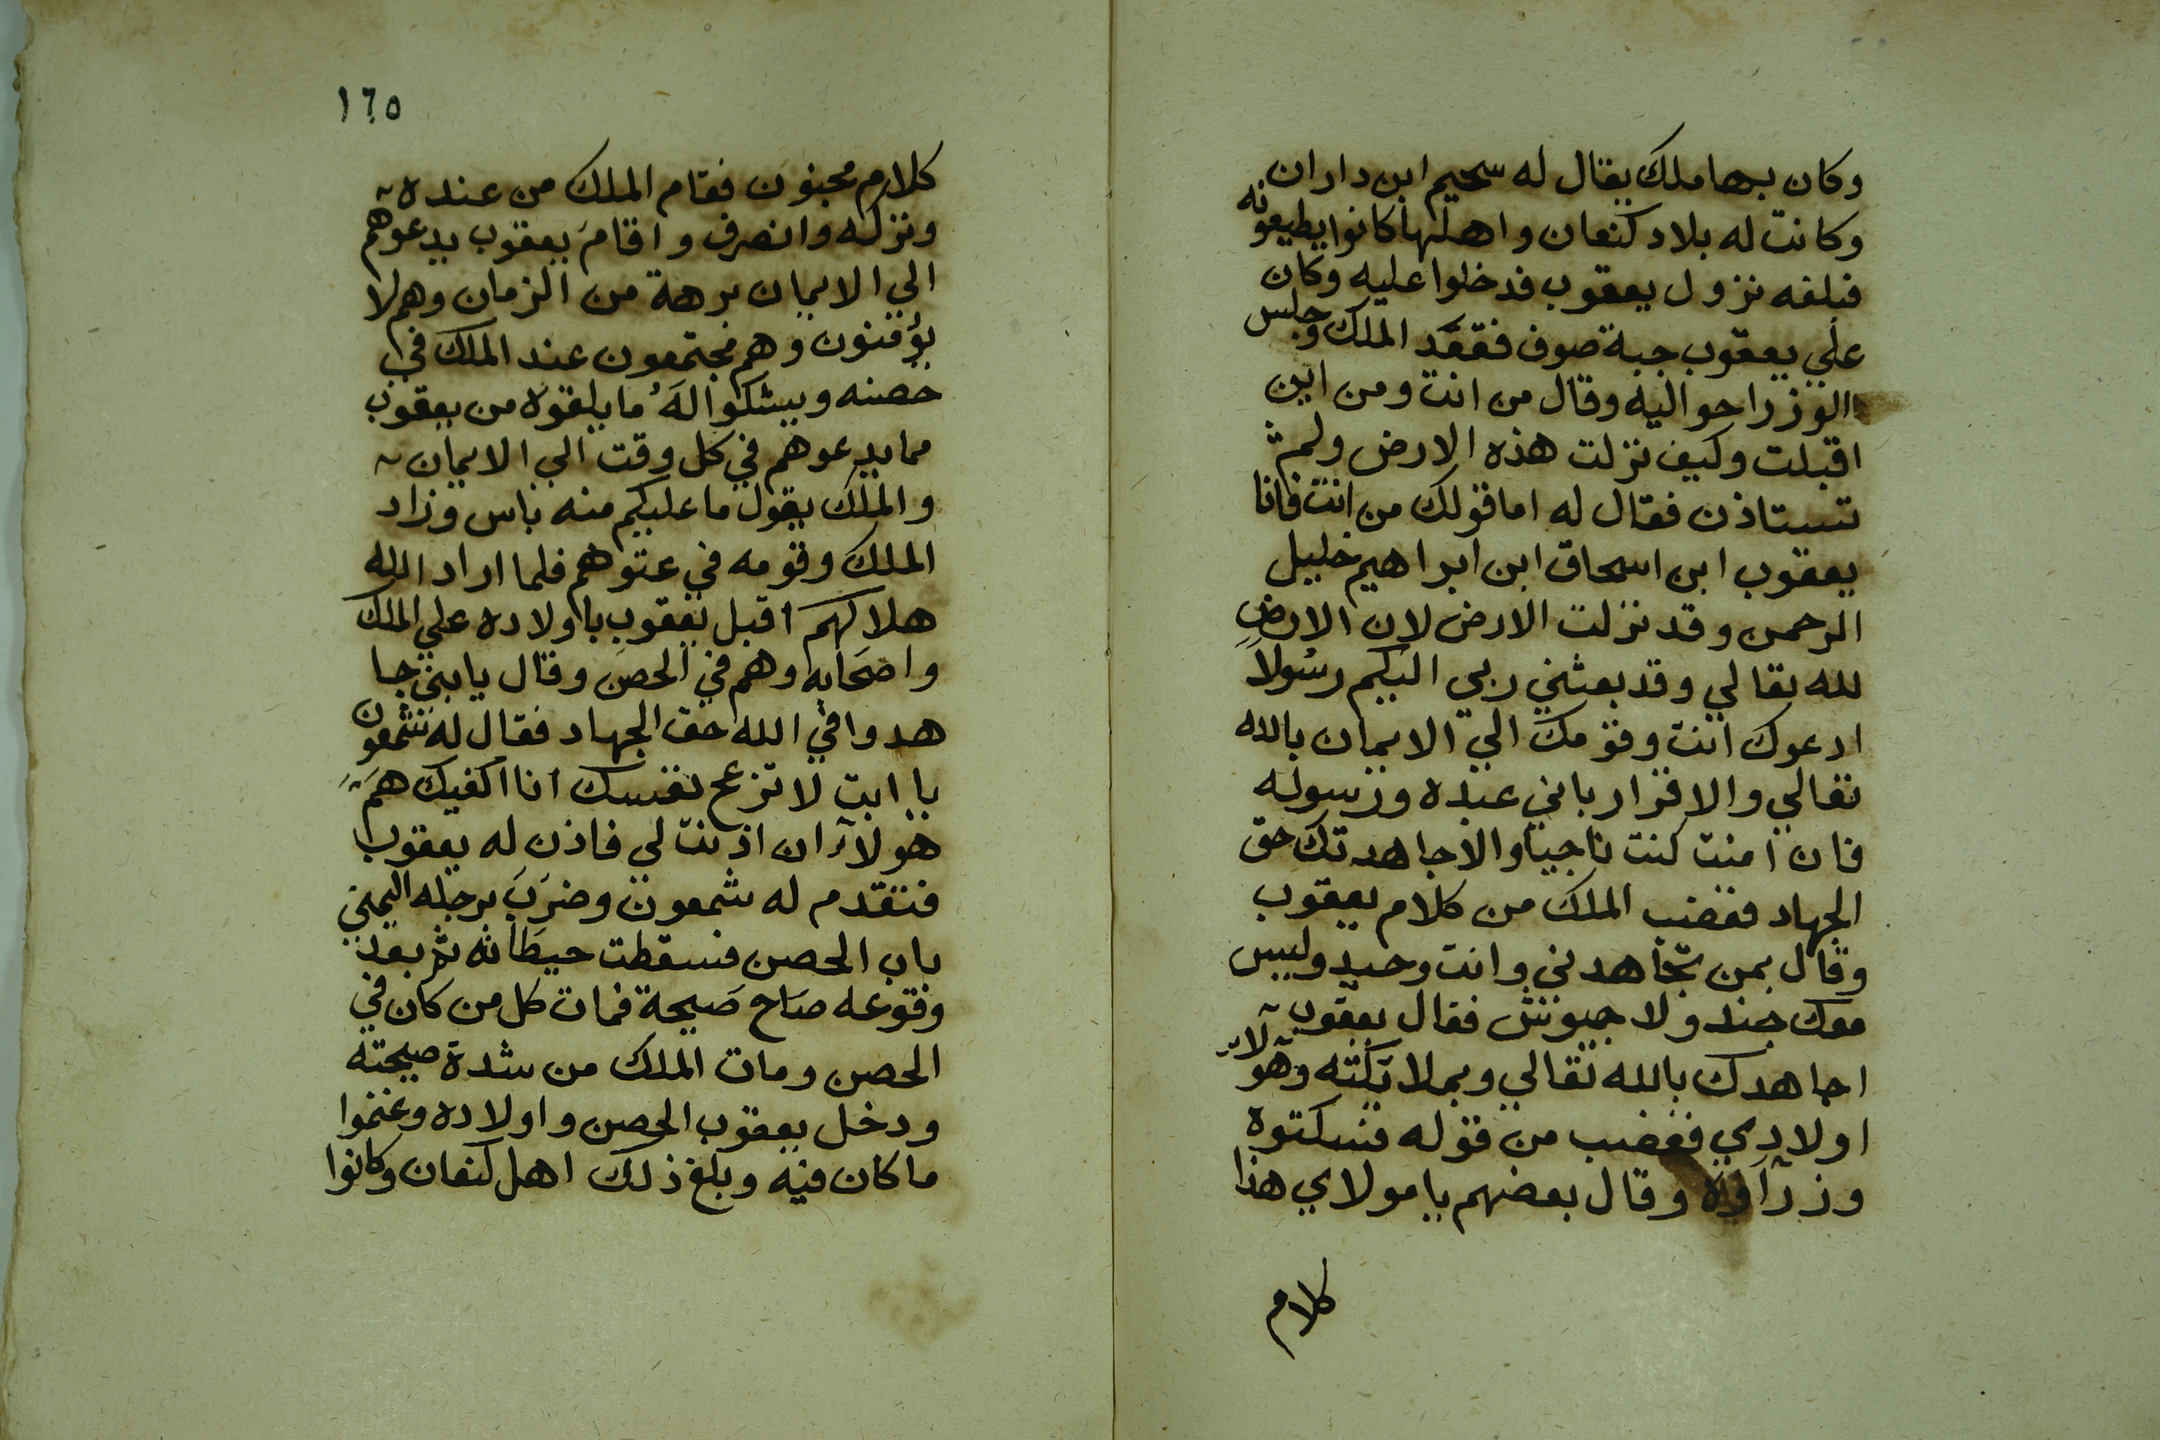 وكان بها ملك يقال له سحيم ابن داران
وكانت له بلاد كنعان واهلها كانوا يطيعونه
فبلغه نزول يعقوب فدخلوا عليه وكان
علي يعقوب جبة صوف فقعد الملك وجلس
الوزرا حواليه وقال من انت ومن اين
اقبلت وكيف نزلت هذه الارض ولم
تستاذن فقال له اما قولك من انت فانا
يعقوب ابن اسحاق ابن ابراهيم خليل
الرحمن وقد نزلت الارض لان الارض
لله تعالي وقد بعثني ربي اليكم رسولا
ادعوك انت وقومك الي الايمان بالله
تعالي والاقرار باني عبده ورسوله
فان امنت كنت ناجيا والا جاهدتك حق
الجهاد فغضب الملك من كلام يعقوب
وقال بمن تجاهدني وانت وحيد وليس
معك جند ولا جيوش فقال يعقوب
اجاهدك بالله تعالي وبملائكته وهولآء
اولادي فغضب من قوله فسكتوه
وزرآؤه وقال بعضهم يا مولاي هذا
كلام
١٦٥
كلام مجنون فقام الملك من عنده
وتركه وانصرف واقام يعقوب يدعوهم
الي الايمان برهة من الزمان وهم لا
يؤمنون وهم مجتمعون عند الملك في
حصنه ويشكوا له ما يلقوه من يعقوب
مما يدعوهم في كل وقت الي الايمان
والملك يقول ما عليكم منه باس وزاد
الملك وقومه في عتوهم فلما اراد الله
هلاكهم اقبل يعقوب باولاده علي الملك
واصحابه وهم في الحصن وقال يا بني جا
هدوا في الله حق الجهاد فقال له شمعون
يا ابت لا تزعج نفسك انا اكفيك هم
هولآء ان اذنت لي فاذن له يعقوب
فتقدم له شمعون وضرب برجله اليمني
باب الحصن فسقطت حيطانه ثم بعد
وقوعه صاح صيحة فمات كل من كان في
الحصن ومات الملك من شدة صيحته
ودخل يعقوب الحصن واولاده وغنموا
ما كان فيه وبلغ ذلك اهل كنعان وكانوا